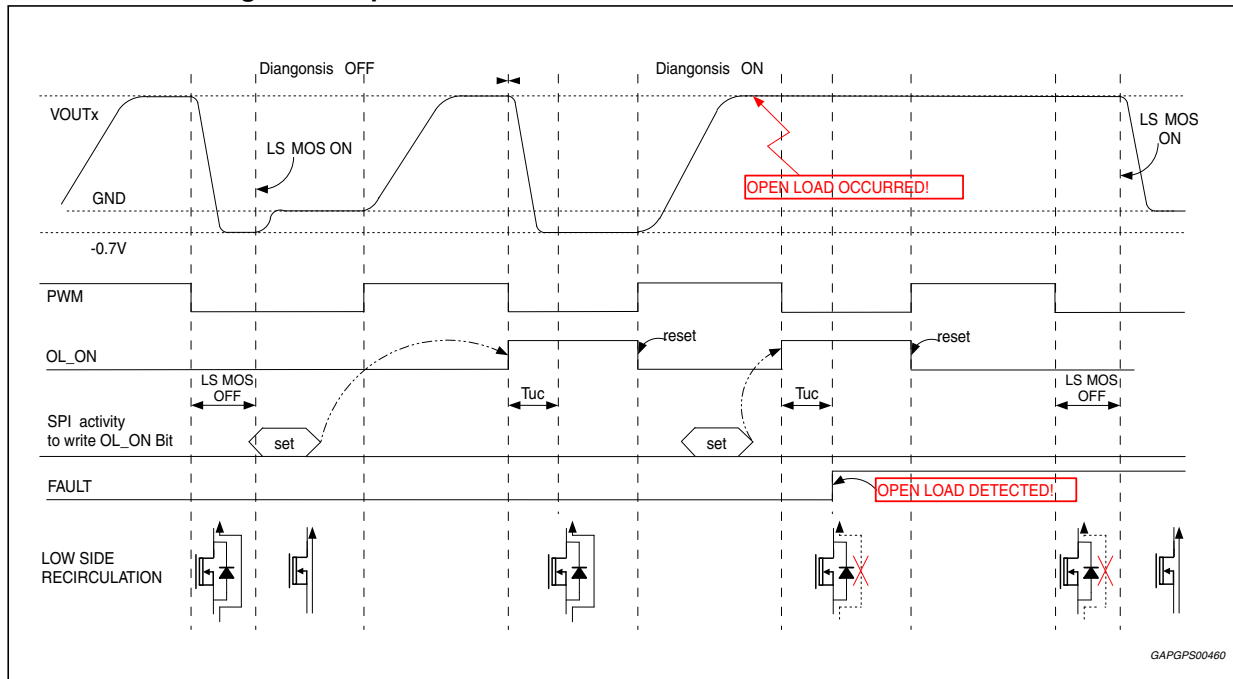 Diangonsis OFF
Diangonsis ON
VOUTx
LS MOS ON
LS MOS
ON
OPEN LOAD OCCURRED!
GND
-0.7V
PWM
OL_ON
reset
reset
LS MOS
OFF
Tuc
Tuc
LS MOS
OFF
SPI activity
to write OL_ON Bit
set
set
FAULT
OPEN LOAD DETECTED!
LOW SIDE
RECIRCULATION
GAPGPS00460